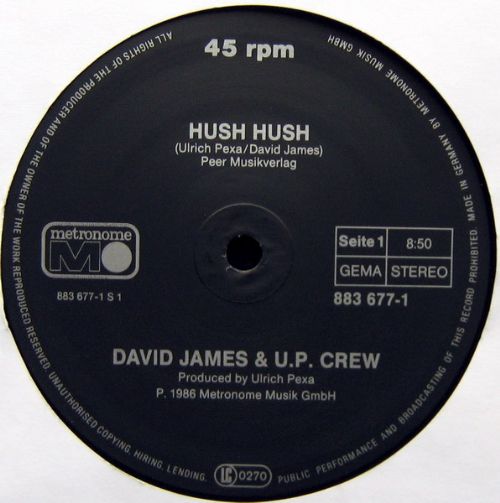 45 rpm
HUSH HUSH
(Ulrich Pexa/David James)
Peer Musikverlag
metronome
M
883 677-1 S 1
Seite 1
8:50
GEMA
STEREO
883 677-1
DAVID JAMES & U.P. CREW
Produced by Ulrich Pexa
P. 1986 Metronome Musik GmbH
ALL RIGHTS OF THE PRODUCER AND OF THE OWNER OF THE WORK REPRODUCED RESERVED. UNAUTHORISED COPYING, HIRING, LENDING, PUBLIC PERFORMANCE AND BROADCASTING OF THIS RECORD PROHIBITED. MADE IN GERMANY BY METRONOME MUSIK GMBH
LC 0270